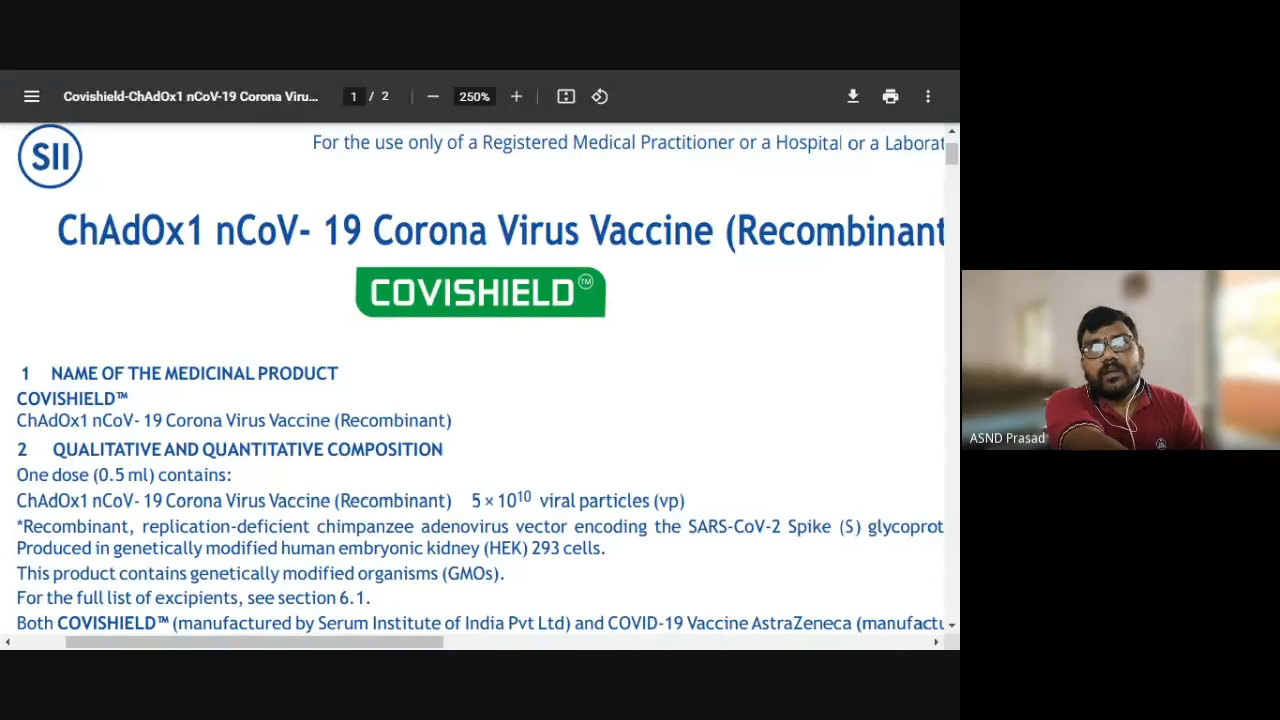 Covishield-ChAdOx1 nCoV-19 Corona Viru...
1 / 2
250%
SII
For the use only of a Registered Medical Practitioner or a Hospital or a Laborat
ChAdOx1 nCoV- 19 Corona Virus Vaccine (Recombinant
COVISHIELD™
1 NAME OF THE MEDICINAL PRODUCT
COVISHIELD™
ChAdOx1 nCoV- 19 Corona Virus Vaccine (Recombinant)
2 QUALITATIVE AND QUANTITATIVE COMPOSITION
One dose (0.5 ml) contains:
ChAdOx1 nCoV- 19 Corona Virus Vaccine (Recombinant) 5 × 10¹⁰ viral particles (vp)
*Recombinant, replication-deficient chimpanzee adenovirus vector encoding the SARS-CoV-2 Spike (S) glycoprot
Produced in genetically modified human embryonic kidney (HEK) 293 cells.
This product contains genetically modified organisms (GMOs).
For the full list of excipients, see section 6.1.
Both COVISHIELD™ (manufactured by Serum Institute of India Pvt Ltd) and COVID-19 Vaccine AstraZeneca (manufactu
ASND Prasad